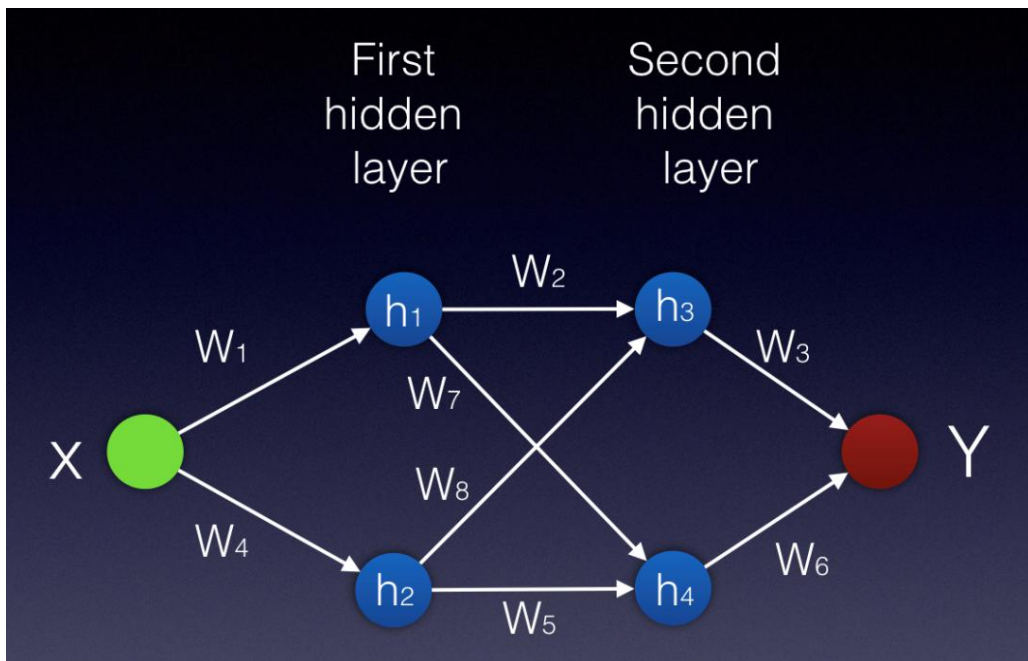 First
hidden
layer
Second
hidden
layer
W2
h1
h3
W1
W3
W7
X
Y
W8
W4
W6
h2
h4
W5